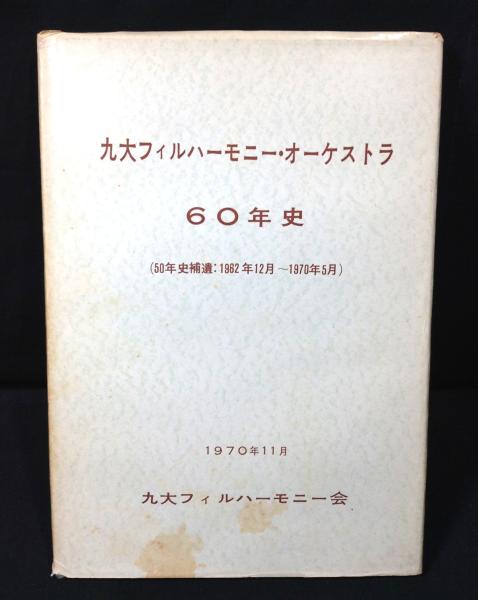 九大フィルハーモニー・オーケストラ
60年史
(50年史補遺:1962年12月～1970年5月)
1970年11月
九大フィルハーモニー会